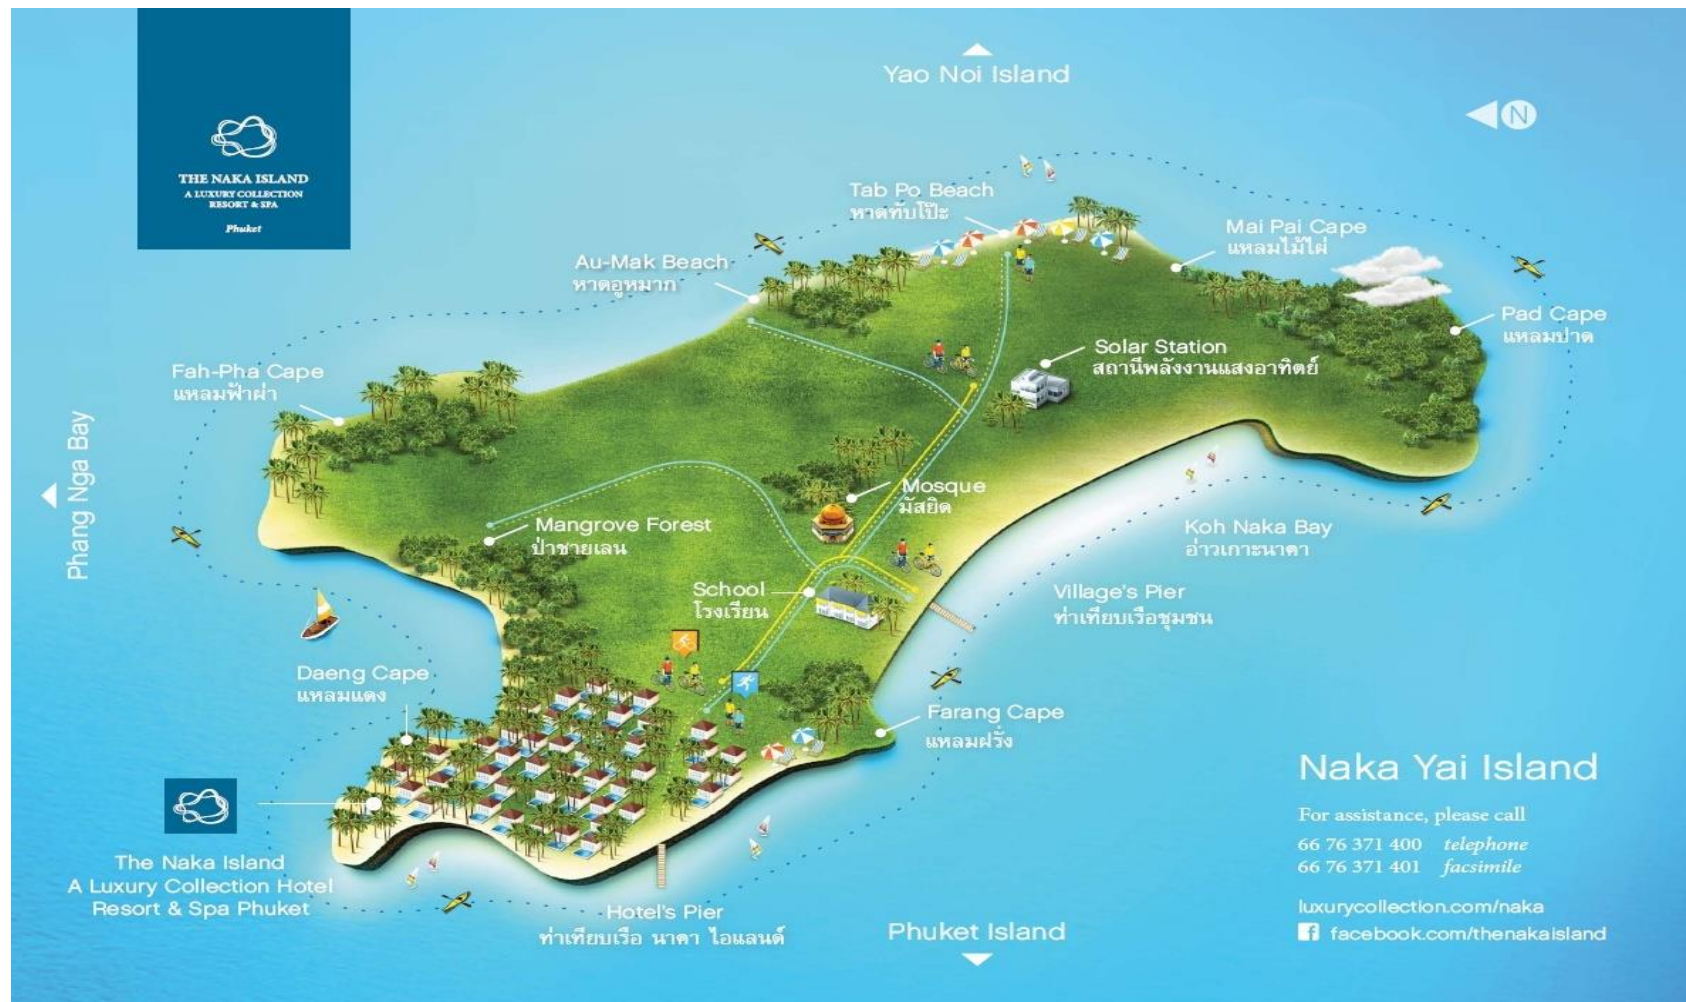 THE NAKA ISLAND
A LUXURY COLLECTION
RESORT & SPA
Phuket
Yao Noi Island
N
Tab Po Beach
หาดทับโป๊ะ
Mai Pai Cape
แหลมไม้ไผ่
Au-Mak Beach
หาดอูหมาก
Pad Cape
แหลมปาด
Solar Station
สถานีพลังงานแสงอาทิตย์
Fah-Pha Cape
แหลมฟ้าผ่า
Phang Nga Bay
Mosque
มัสยิด
Mangrove Forest
ป่าชายเลน
Koh Naka Bay
อ่าวเกาะนาคา
School
โรงเรียน
Village's Pier
ท่าเทียบเรือชุมชน
Daeng Cape
แหลมแดง
Farang Cape
แหลมฝรั่ง
The Naka Island
A Luxury Collection Hotel
Resort & Spa Phuket
Hotel's Pier
ท่าเทียบเรือ นาคา ไอแลนด์
Phuket Island
Naka Yai Island
For assistance, please call
66 76 371 400 telephone
66 76 371 401 facsimile
luxurycollection.com/naka
f facebook.com/thenakaisland